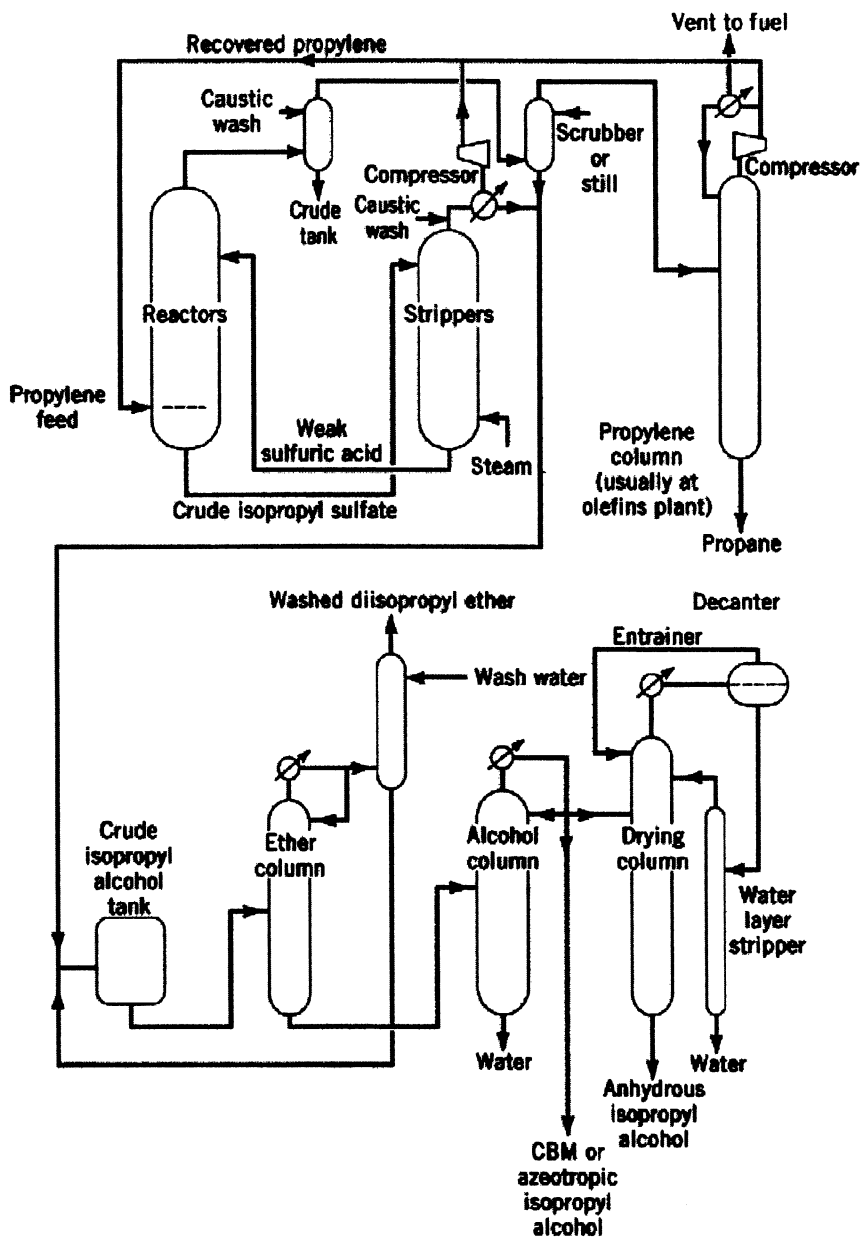 Vent to fuel
Recovered propylene
Caustic
wash
Scrubber
or
still
Compressor
Compressor
Crude
tank
Caustic
wash
Reactors
Strippers
Propylene
feed
Weak
sulfuric acid
Steam
Crude isopropyl sulfate
Propylene
column
(usually at
olefins plant)
Propane
Washed diisopropyl ether
Decanter
Entrainer
Wash water
Crude
isopropyl
alcohol
tank
Ether
column
Alcohol
column
Drying
column
Water
layer
stripper
Water
Water
Anhydrous
isopropyl
alcohol
CBM or
azeotropic
isopropyl
alcohol